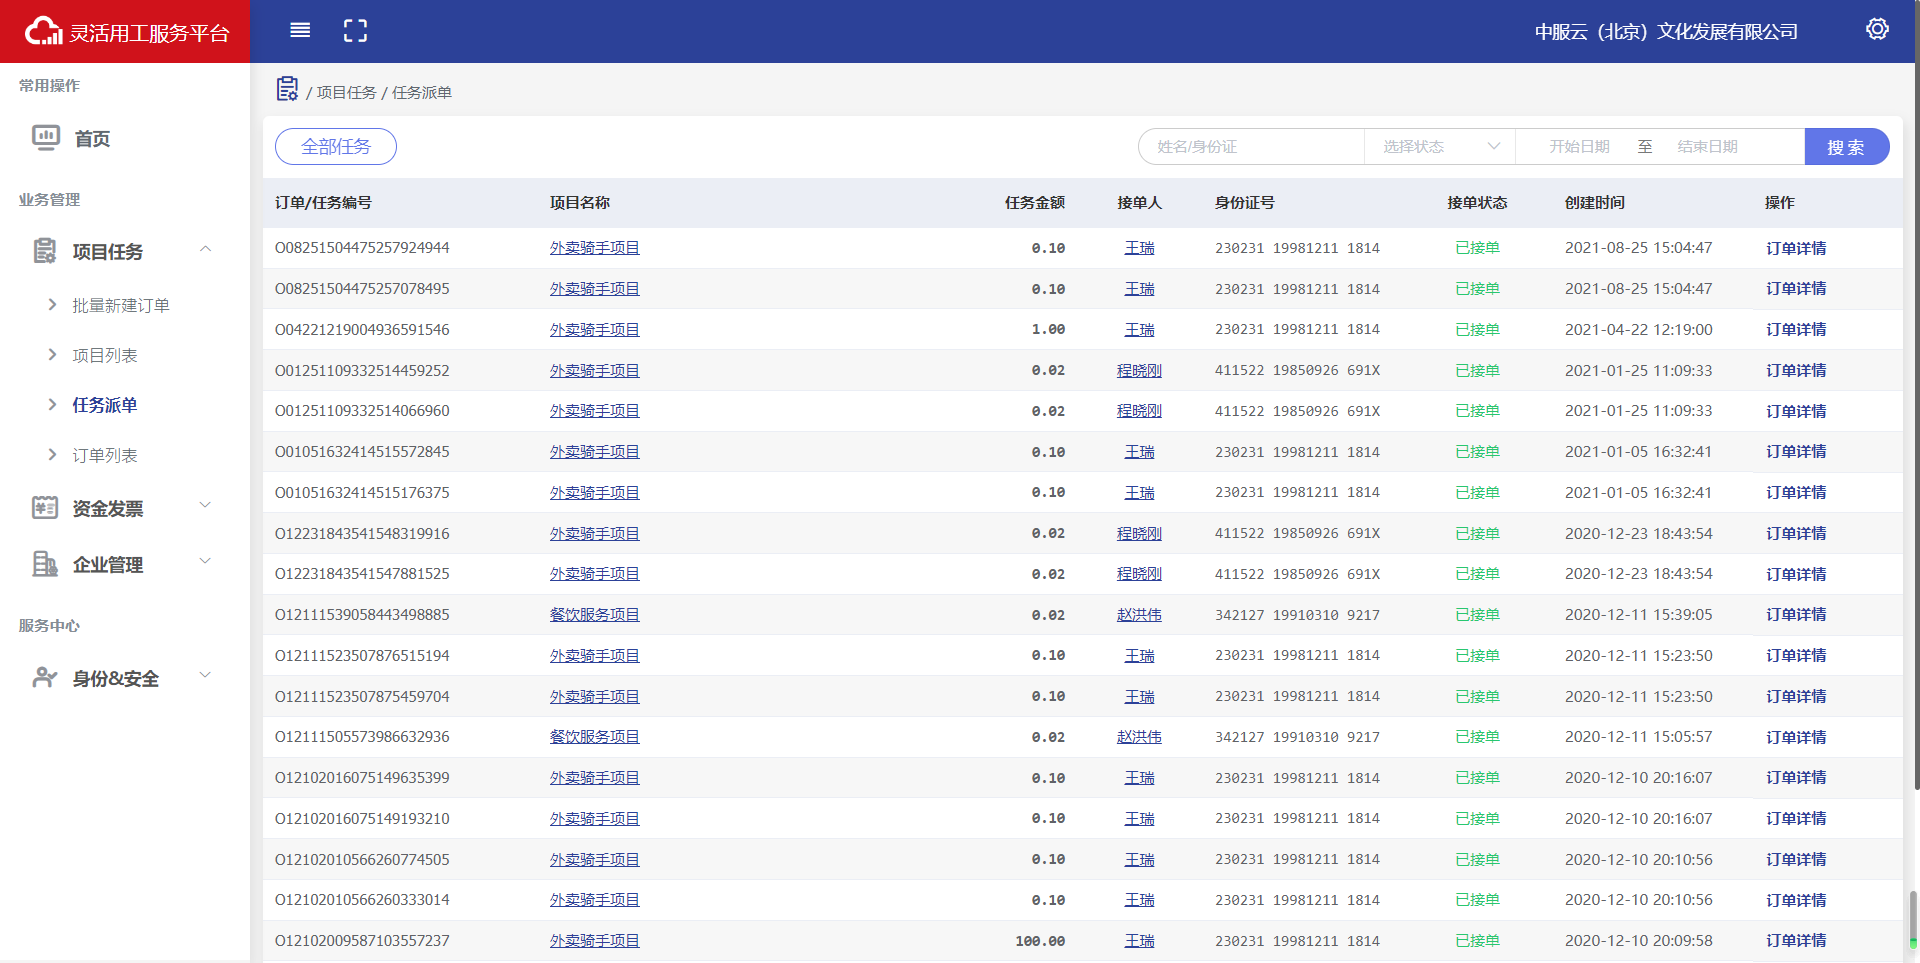 灵活用工服务平台
中服云（北京）文化发展有限公司
常用操作
首页
业务管理
项目任务
批量新建订单
项目列表
任务派单
订单列表
资金发票
企业管理
服务中心
身份&安全
/ 项目任务 / 任务派单
全部任务
姓名/身份证 选择状态 开始日期 至 结束日期 搜 索
订单/任务编号 项目名称 任务金额 接单人 身份证号 接单状态 创建时间 操作
O08251504475257924944 外卖骑手项目 0.10 王瑞 230231 19981211 1814 已接单 2021-08-25 15:04:47 订单详情
O08251504475257078495 外卖骑手项目 0.10 王瑞 230231 19981211 1814 已接单 2021-08-25 15:04:47 订单详情
O04221219004936591546 外卖骑手项目 1.00 王瑞 230231 19981211 1814 已接单 2021-04-22 12:19:00 订单详情
O01251109332514459252 外卖骑手项目 0.02 程晓刚 411522 19850926 691X 已接单 2021-01-25 11:09:33 订单详情
O01251109332514066960 外卖骑手项目 0.02 程晓刚 411522 19850926 691X 已接单 2021-01-25 11:09:33 订单详情
O01051632414515572845 外卖骑手项目 0.10 王瑞 230231 19981211 1814 已接单 2021-01-05 16:32:41 订单详情
O01051632414515176375 外卖骑手项目 0.10 王瑞 230231 19981211 1814 已接单 2021-01-05 16:32:41 订单详情
O12231843541548319916 外卖骑手项目 0.02 程晓刚 411522 19850926 691X 已接单 2020-12-23 18:43:54 订单详情
O12231843541547881525 外卖骑手项目 0.02 程晓刚 411522 19850926 691X 已接单 2020-12-23 18:43:54 订单详情
O12111539058443498885 餐饮服务项目 0.02 赵洪伟 342127 19910310 9217 已接单 2020-12-11 15:39:05 订单详情
O12111523507876515194 外卖骑手项目 0.10 王瑞 230231 19981211 1814 已接单 2020-12-11 15:23:50 订单详情
O12111523507875459704 外卖骑手项目 0.10 王瑞 230231 19981211 1814 已接单 2020-12-11 15:23:50 订单详情
O12111505573986632936 餐饮服务项目 0.02 赵洪伟 342127 19910310 9217 已接单 2020-12-11 15:05:57 订单详情
O12102016075149635399 外卖骑手项目 0.10 王瑞 230231 19981211 1814 已接单 2020-12-10 20:16:07 订单详情
O12102016075149193210 外卖骑手项目 0.10 王瑞 230231 19981211 1814 已接单 2020-12-10 20:16:07 订单详情
O12102010566260774505 外卖骑手项目 0.10 王瑞 230231 19981211 1814 已接单 2020-12-10 20:10:56 订单详情
O12102010566260333014 外卖骑手项目 0.10 王瑞 230231 19981211 1814 已接单 2020-12-10 20:10:56 订单详情
O12102009587103557237 外卖骑手项目 100.00 王瑞 230231 19981211 1814 已接单 2020-12-10 20:09:58 订单详情